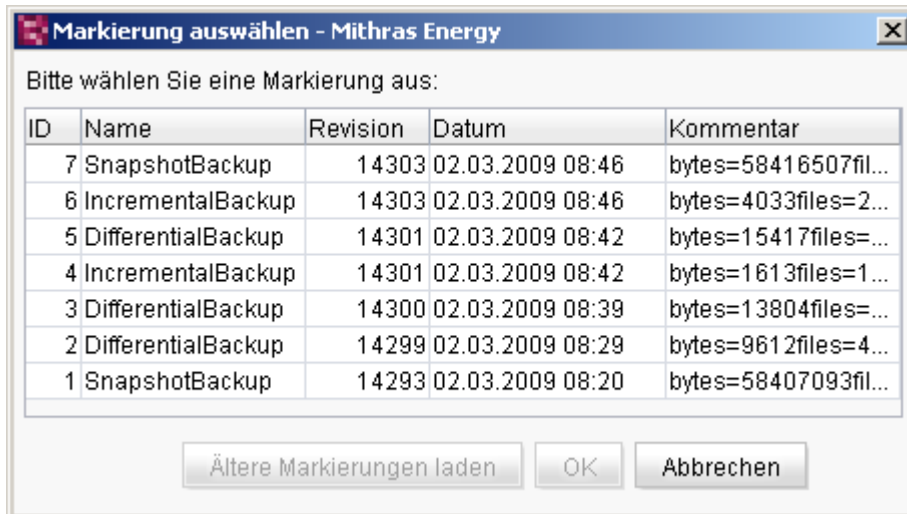 Markierung auswählen - Mithras Energy
Bitte wählen Sie eine Markierung aus:
ID Name Revision Datum Kommentar
7 SnapshotBackup 14303 02.03.2009 08:46 bytes=58416507fil...
6 IncrementalBackup 14303 02.03.2009 08:46 bytes=4033files=2...
5 DifferentialBackup 14301 02.03.2009 08:42 bytes=15417files=...
4 IncrementalBackup 14301 02.03.2009 08:42 bytes=1613files=1...
3 DifferentialBackup 14300 02.03.2009 08:39 bytes=13804files=...
2 DifferentialBackup 14299 02.03.2009 08:29 bytes=9612files=4...
1 SnapshotBackup 14293 02.03.2009 08:20 bytes=58407093fil...
Ältere Markierungen laden OK Abbrechen